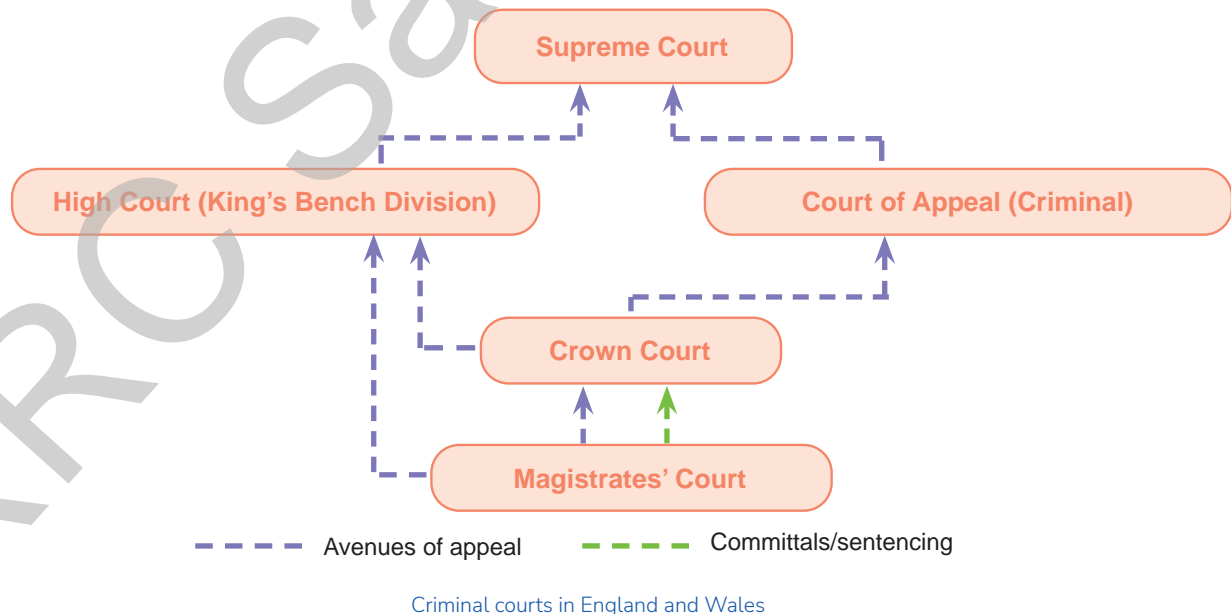 Supreme Court
High Court (King's Bench Division)
Court of Appeal (Criminal)
Crown Court
Magistrates' Court
Avenues of appeal
Committals/sentencing
Criminal courts in England and Wales